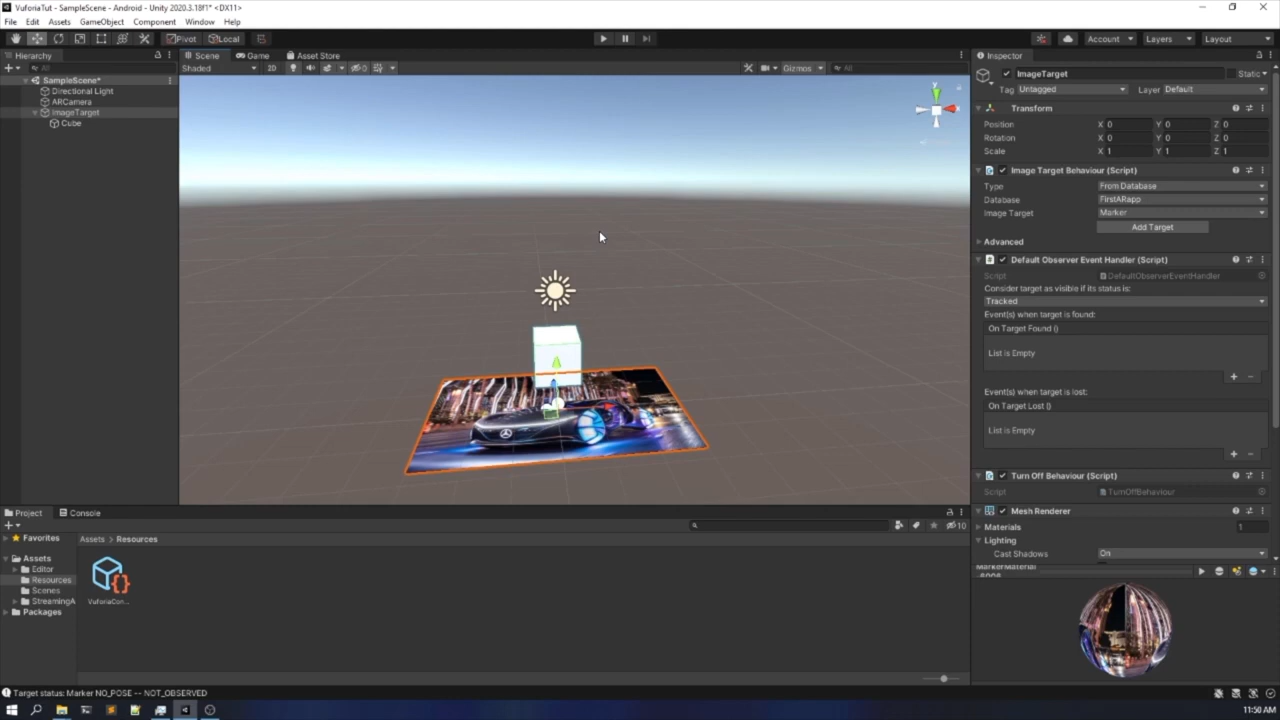 VuforiaTut - SampleScene - Android - Unity 2020.3.18f1* <DX11>
File Edit Assets GameObject Component Window Help
Pivot Local Account Layers Layout
Hierarchy
All
SampleScene*
Directional Light
ARCamera
ImageTarget
Cube
Scene Game Asset Store
Shaded 2D 0 Gizmos All
Y
Inspector
ImageTarget Static
Tag Untagged Layer Default
Transform
Position X 0 Y 0 Z 0
Rotation X 0 Y 0 Z 0
Scale X 1 Y 1 Z 1
Image Target Behaviour (Script)
Type From Database
Database FirstARapp
Image Target Marker
Add Target
Advanced
Default Observer Event Handler (Script)
Script DefaultObserverEventHandler
Consider target as visible if its status is:
Tracked
Event(s) when target is found:
On Target Found ()
List is Empty
Event(s) when target is lost:
On Target Lost ()
List is Empty
Turn Off Behaviour (Script)
Script TurnOffBehaviour
Mesh Renderer
Materials 1
Lighting
Cast Shadows On
Project Console
10
Favorites
Assets
Editor
Resources
Scenes
StreamingA
Packages
Assets > Resources
VuforiaCon...
Target status: Marker NO_POSE -- NOT_OBSERVED
11:50 AM